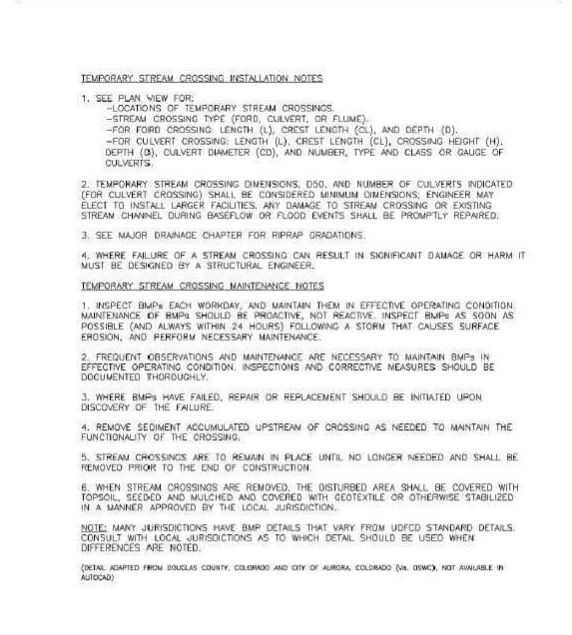 TEMPORARY STREAM CROSSING INSTALLATION NOTES
1. SEE PLAN VIEW FOR:
-LOCATIONS OF TEMPORARY STREAM CROSSINGS.
-STREAM CROSSING TYPE (FORD, CULVERT, OR FLUME).
-FOR FORD CROSSING: LENGTH (L), CREST LENGTH (CL), AND DEPTH (D).
-FOR CULVERT CROSSING: LENGTH (L), CREST LENGTH (CL), CROSSING HEIGHT (H),
DEPTH (D), CULVERT DIAMETER (CD), AND NUMBER, TYPE AND CLASS OR GAUGE OF
CULVERTS.
2. TEMPORARY STREAM CROSSING DIMENSIONS, D50, AND NUMBER OF CULVERTS INDICATED
(FOR CULVERT CROSSING) SHALL BE CONSIDERED MINIMUM DIMENSIONS; ENGINEER MAY
ELECT TO INSTALL LARGER FACILITIES. ANY DAMAGE TO STREAM CROSSING OR EXISTING
STREAM CHANNEL DURING BASEFLOW OR FLOOD EVENTS SHALL BE PROMPTLY REPAIRED.
3. SEE MAJOR DRAINAGE CHAPTER FOR RIPRAP GRADATIONS.
4. WHERE FAILURE OF A STREAM CROSSING CAN RESULT IN SIGNIFICANT DAMAGE OR HARM IT
MUST BE DESIGNED BY A STRUCTURAL ENGINEER.
TEMPORARY STREAM CROSSING MAINTENANCE NOTES
1. INSPECT BMPs EACH WORKDAY, AND MAINTAIN THEM IN EFFECTIVE OPERATING CONDITION.
MAINTENANCE OF BMPs SHOULD BE PROACTIVE, NOT REACTIVE. INSPECT BMPs AS SOON AS
POSSIBLE (AND ALWAYS WITHIN 24 HOURS) FOLLOWING A STORM THAT CAUSES SURFACE
EROSION, AND PERFORM NECESSARY MAINTENANCE.
2. FREQUENT OBSERVATIONS AND MAINTENANCE ARE NECESSARY TO MAINTAIN BMPs IN
EFFECTIVE OPERATING CONDITION. INSPECTIONS AND CORRECTIVE MEASURES SHOULD BE
DOCUMENTED THOROUGHLY.
3. WHERE BMPs HAVE FAILED, REPAIR OR REPLACEMENT SHOULD BE INITIATED UPON
DISCOVERY OF THE FAILURE.
4. REMOVE SEDIMENT ACCUMULATED UPSTREAM OF CROSSING AS NEEDED TO MAINTAIN THE
FUNCTIONALITY OF THE CROSSING.
5. STREAM CROSSINGS ARE TO REMAIN IN PLACE UNTIL NO LONGER NEEDED AND SHALL BE
REMOVED PRIOR TO THE END OF CONSTRUCTION.
6. WHEN STREAM CROSSINGS ARE REMOVED, THE DISTURBED AREA SHALL BE COVERED WITH
TOPSOIL, SEEDED AND MULCHED AND COVERED WITH GEOTEXTILE OR OTHERWISE STABILIZED
IN A MANNER APPROVED BY THE LOCAL JURISDICTION.
NOTE: MANY JURISDICTIONS HAVE BMP DETAILS THAT VARY FROM UDFCD STANDARD DETAILS.
CONSULT WITH LOCAL JURISDICTIONS AS TO WHICH DETAIL SHOULD BE USED WHEN
DIFFERENCES ARE NOTED.
(DETAIL ADAPTED FROM DOUGLAS COUNTY, COLORADO AND CITY OF AURORA, COLORADO (Va. DSWC), NOT AVAILABLE IN
AUTOCAD)